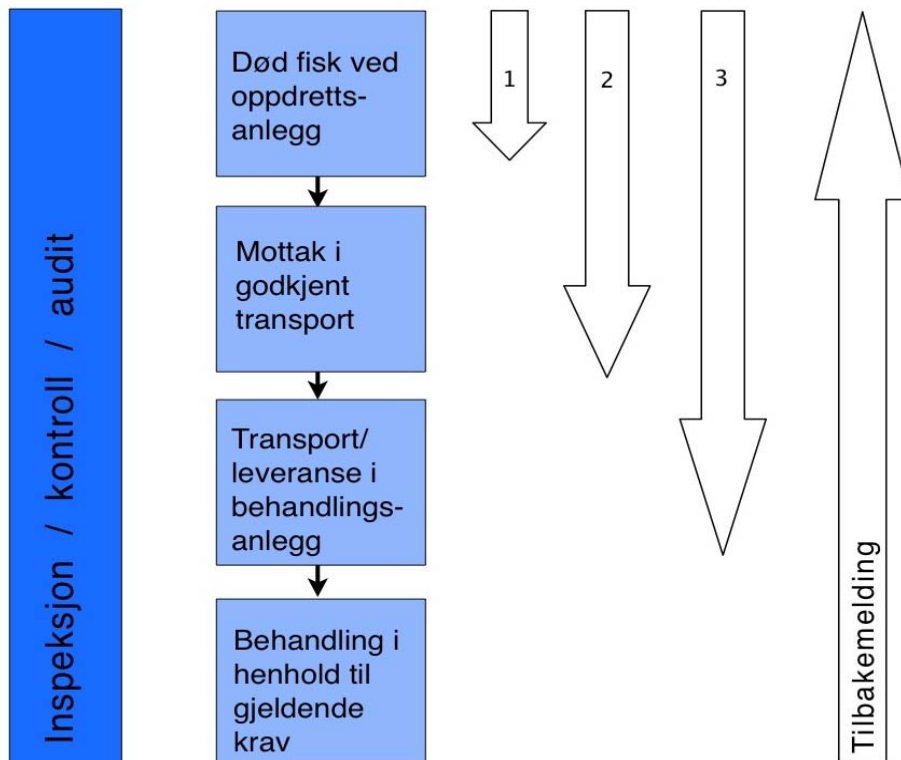 Inspeksjon / kontroll / audit
Død fisk ved
oppdretts-
anlegg
Mottak i
godkjent
transport
Transport/
leveranse i
behandlings-
anlegg
Behandling i
henhold til
gjeldende
krav
1
2
3
Tilbakemelding